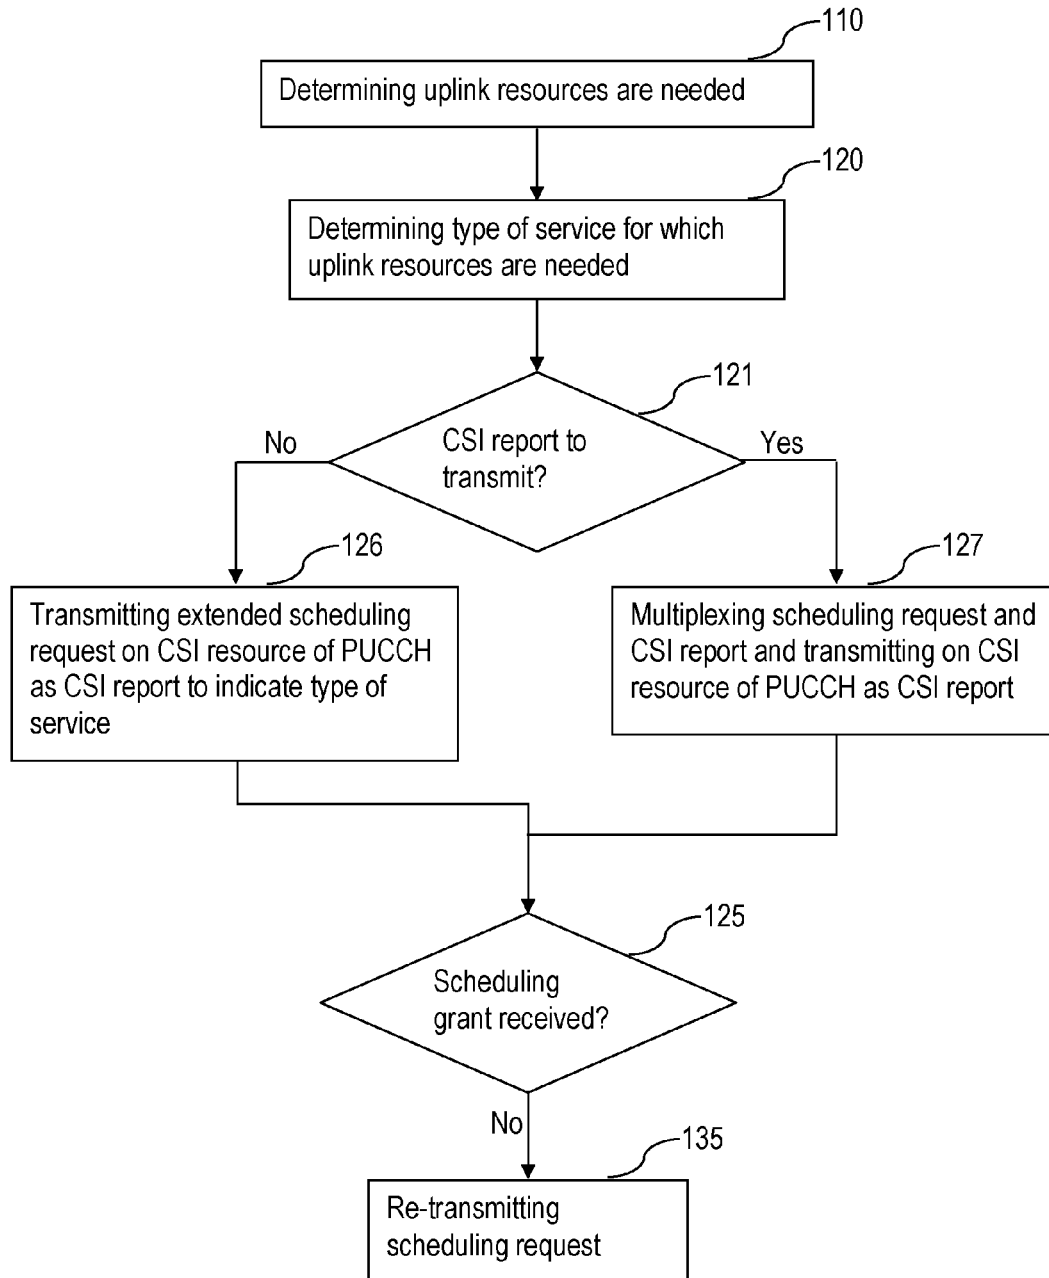 110
Determining uplink resources are needed
120
Determining type of service for which
uplink resources are needed
121
CSI report to
transmit?
No
Yes
126
127
Transmitting extended scheduling
request on CSI resource of PUCCH
as CSI report to indicate type of
service
Multiplexing scheduling request and
CSI report and transmitting on CSI
resource of PUCCH as CSI report
125
Scheduling
grant received?
No
135
Re-transmitting
scheduling request